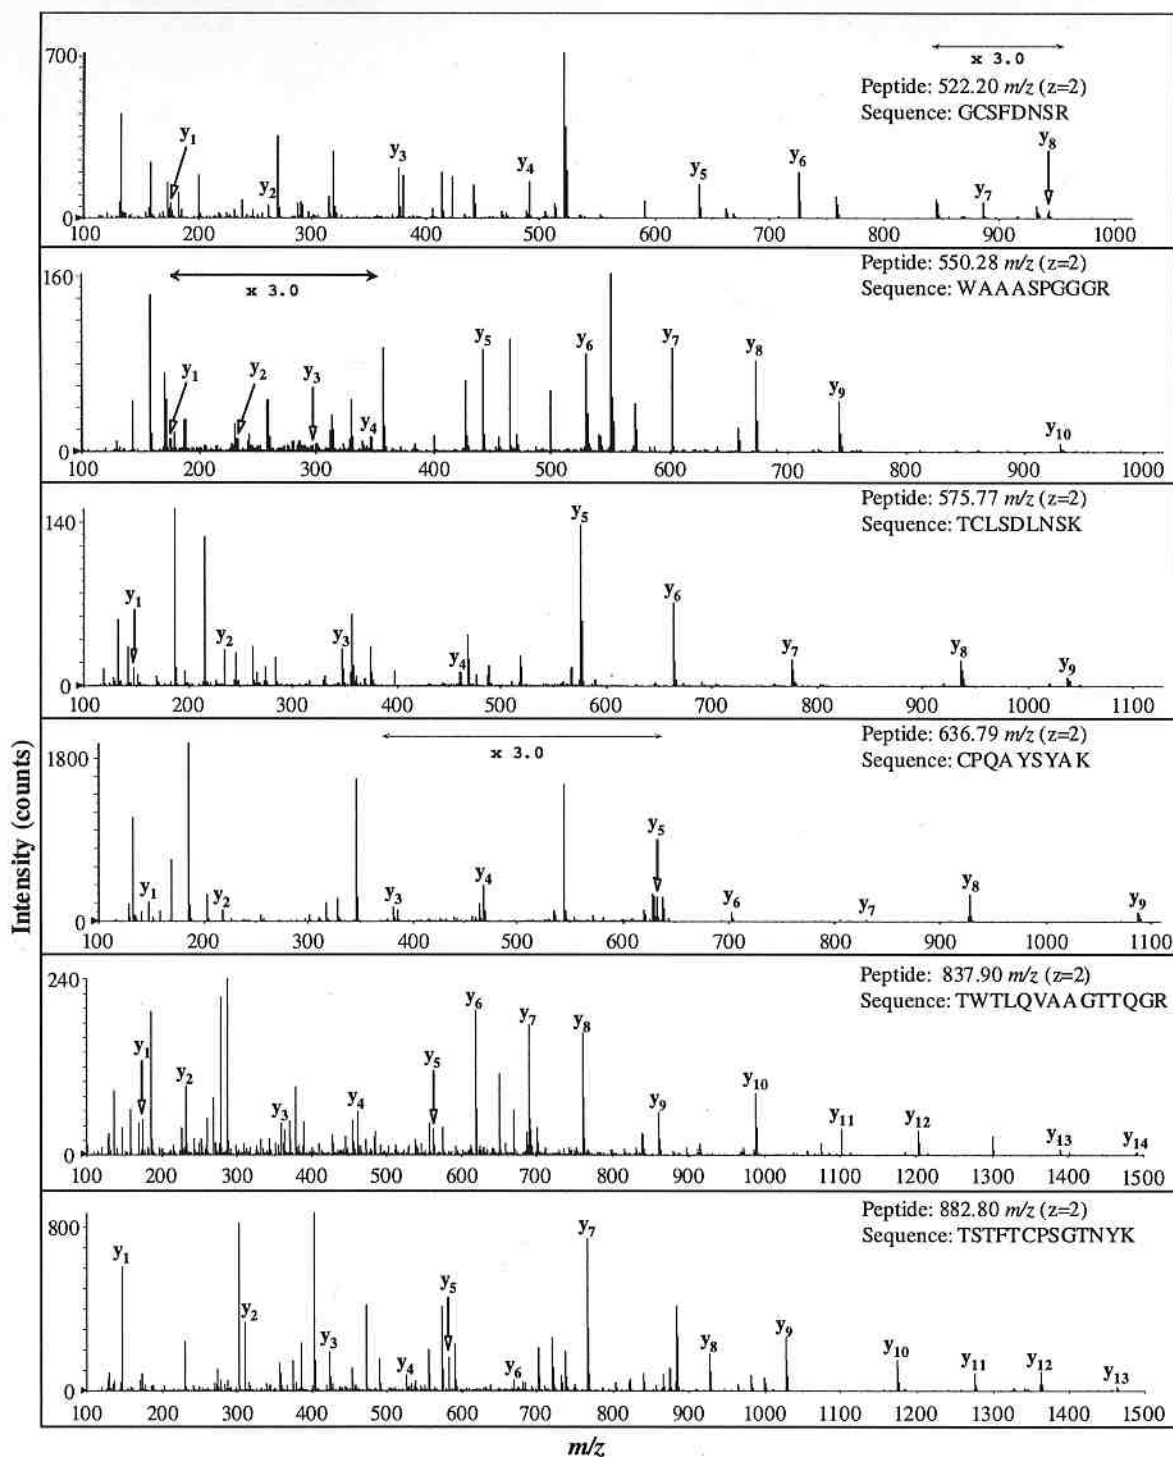 700
x 3.0
Peptide: 522.20 m/z (z=2)
Sequence: GCSFDNSR
y1
y2
y3
y4
y5
y6
y7
y8
0
100 200 300 400 500 600 700 800 900 1000
160
x 3.0
Peptide: 550.28 m/z (z=2)
Sequence: WAAASPGGGR
y1
y2
y3
y4
y5
y6
y7
y8
y9
y10
0
100 200 300 400 500 600 700 800 900 1000
140
Peptide: 575.77 m/z (z=2)
Sequence: TCLSDLNSK
y1
y2
y3
y4
y5
y6
y7
y8
y9
0
100 200 300 400 500 600 700 800 900 1000 1100
1800
x 3.0
Peptide: 636.79 m/z (z=2)
Sequence: CPQAYSYAK
y1
y2
y3
y4
y5
y6
y7
y8
y9
0
100 200 300 400 500 600 700 800 900 1000 1100
240
Peptide: 837.90 m/z (z=2)
Sequence: TWTLQVAAGTTQGR
y1
y2
y3
y4
y5
y6
y7
y8
y9
y10
y11
y12
y13
y14
0
100 200 300 400 500 600 700 800 900 1000 1100 1200 1300 1400 1500
800
Peptide: 882.80 m/z (z=2)
Sequence: TSTFTCPSGTNYK
y1
y2
y3
y4
y5
y6
y7
y8
y9
y10
y11
y12
y13
0
100 200 300 400 500 600 700 800 900 1000 1100 1200 1300 1400 1500
Intensity (counts)
m/z